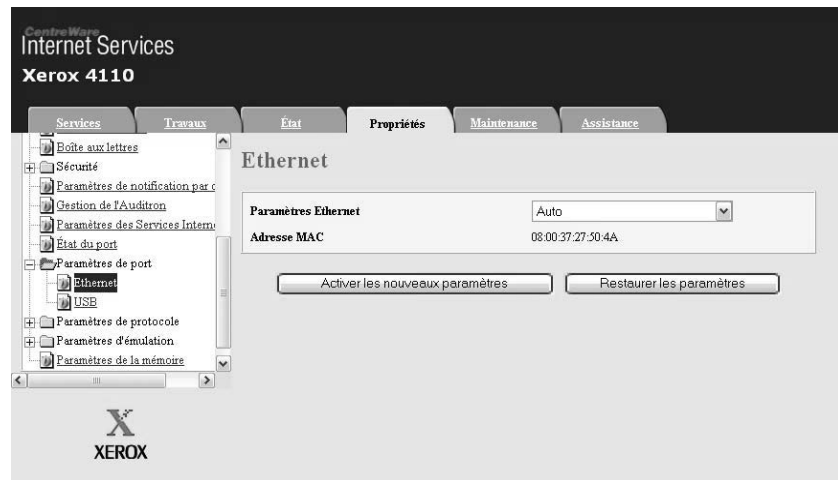 CentreWare
Internet Services
Xerox 4110
Services
Travaux
État
Propriétés
Maintenance
Assistance
Boîte aux lettres
Sécurité
Paramètres de notification par
Gestion de l'Auditron
Paramètres des Services
État du port
Paramètres de port
Ethernet
USB
Paramètres de protocole
Paramètres d'émulation
Paramètres de la mémoire
X
XEROX
Ethernet
Paramètres Ethernet
Auto
Adresse MAC
08:00:37:27:50:4A
Activer les nouveaux paramètres
Restaurer les paramètres